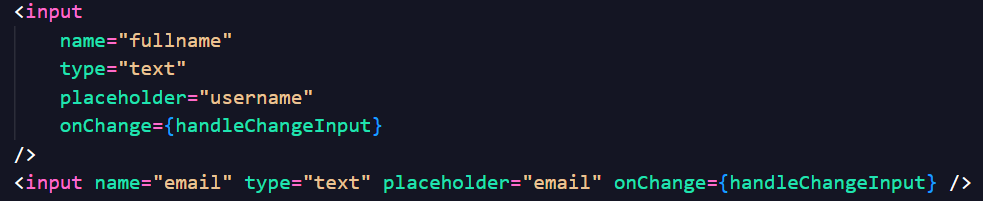 <input
name="fullname"
type="text"
placeholder="username"
onChange={handleChangeInput}
/>
<input name="email" type="text" placeholder="email" onChange={handleChangeInput} />